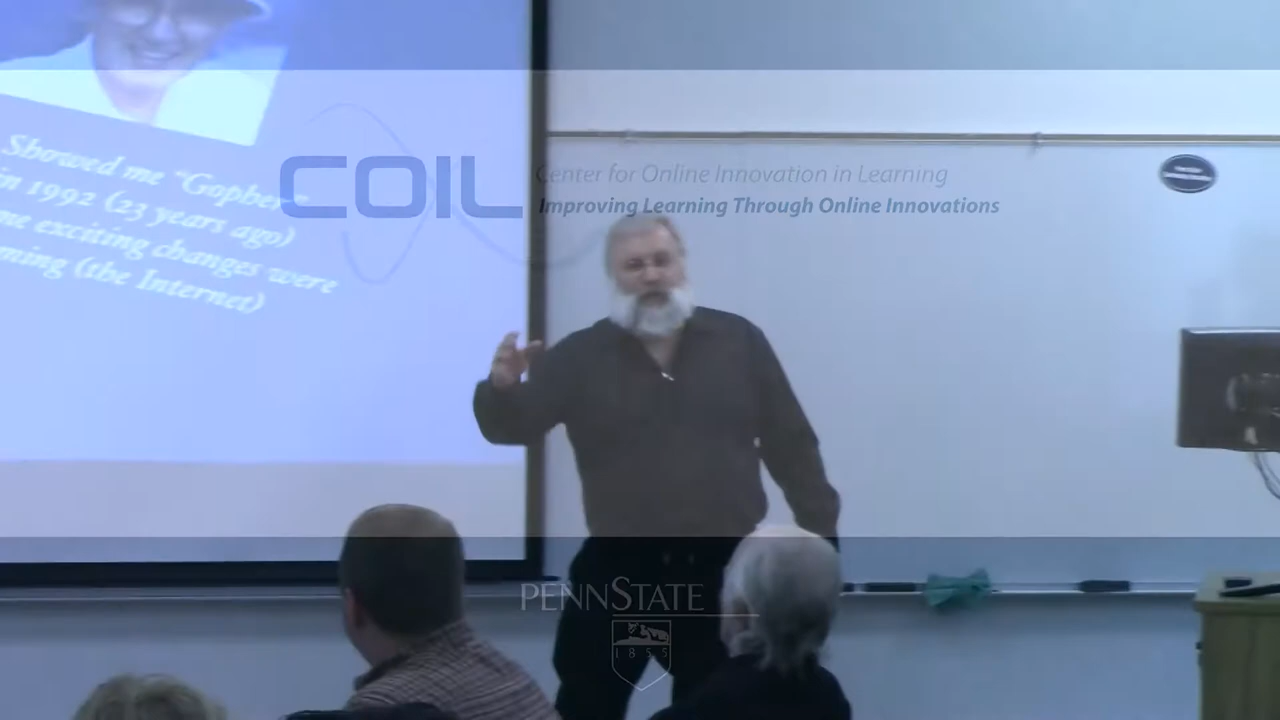 Showed me "Gopher"
in 1992 (23 years ago)
exciting changes were
(the Internet)
COIL
Center for Online Innovation in Learning
Improving Learning Through Online Innovations
PENNSTATE
1855